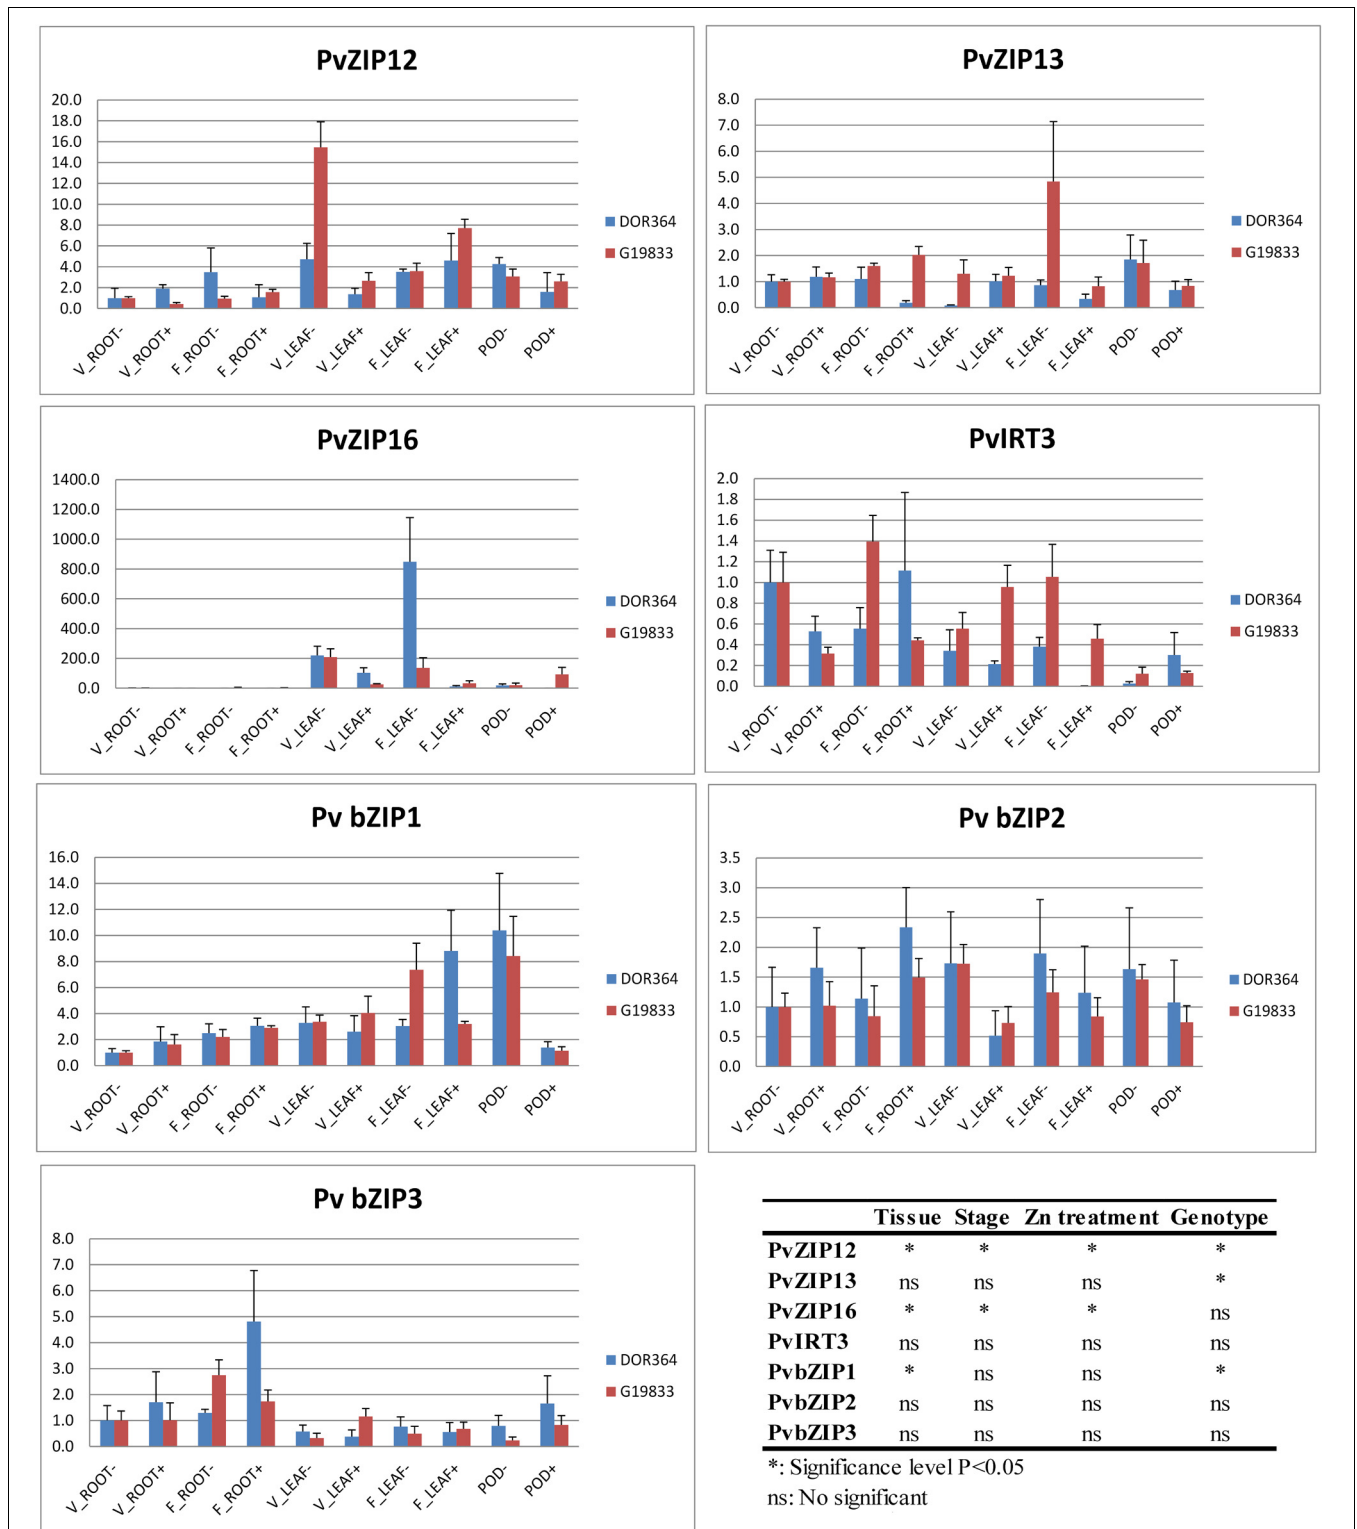 PvZIP12
20.0
18.0
16.0
14.0
12.0
10.0
8.0
6.0
4.0
2.0
0.0
V_ROOT-
V_ROOT+
F_ROOT-
F_ROOT+
V_LEAF-
V_LEAF+
F_LEAF-
F_LEAF+
POD-
POD+
DOR364
G19833
PvZIP13
8.0
7.0
6.0
5.0
4.0
3.0
2.0
1.0
0.0
V_ROOT-
V_ROOT+
F_ROOT-
F_ROOT+
V_LEAF-
V_LEAF+
F_LEAF-
F_LEAF+
POD-
POD+
DOR364
G19833
PvZIP16
1400.0
1200.0
1000.0
800.0
600.0
400.0
200.0
0.0
V_ROOT-
V_ROOT+
F_ROOT-
F_ROOT+
V_LEAF-
V_LEAF+
F_LEAF-
F_LEAF+
POD-
POD+
DOR364
G19833
PvIRT3
2.0
1.8
1.6
1.4
1.2
1.0
0.8
0.6
0.4
0.2
0.0
V_ROOT-
V_ROOT+
F_ROOT-
F_ROOT+
V_LEAF-
V_LEAF+
F_LEAF-
F_LEAF+
POD-
POD+
DOR364
G19833
Pv bZIP1
16.0
14.0
12.0
10.0
8.0
6.0
4.0
2.0
0.0
V_ROOT-
V_ROOT+
F_ROOT-
F_ROOT+
V_LEAF-
V_LEAF+
F_LEAF-
F_LEAF+
POD-
POD+
DOR364
G19833
Pv bZIP2
3.5
3.0
2.5
2.0
1.5
1.0
0.5
0.0
V_ROOT-
V_ROOT+
F_ROOT-
F_ROOT+
V_LEAF-
V_LEAF+
F_LEAF-
F_LEAF+
POD-
POD+
DOR364
G19833
Pv bZIP3
8.0
7.0
6.0
5.0
4.0
3.0
2.0
1.0
0.0
V_ROOT-
V_ROOT+
F_ROOT-
F_ROOT+
V_LEAF-
V_LEAF+
F_LEAF-
F_LEAF+
POD-
POD+
DOR364
G19833
Tissue Stage Zn treatment Genotype
PvZIP12 * * * *
PvZIP13 ns ns ns *
PvZIP16 * * * ns
PvIRT3 ns ns ns ns
PvbZIP1 * ns ns *
PvbZIP2 ns ns ns ns
PvbZIP3 ns ns ns ns
*: Significance level P<0.05
ns: No significant